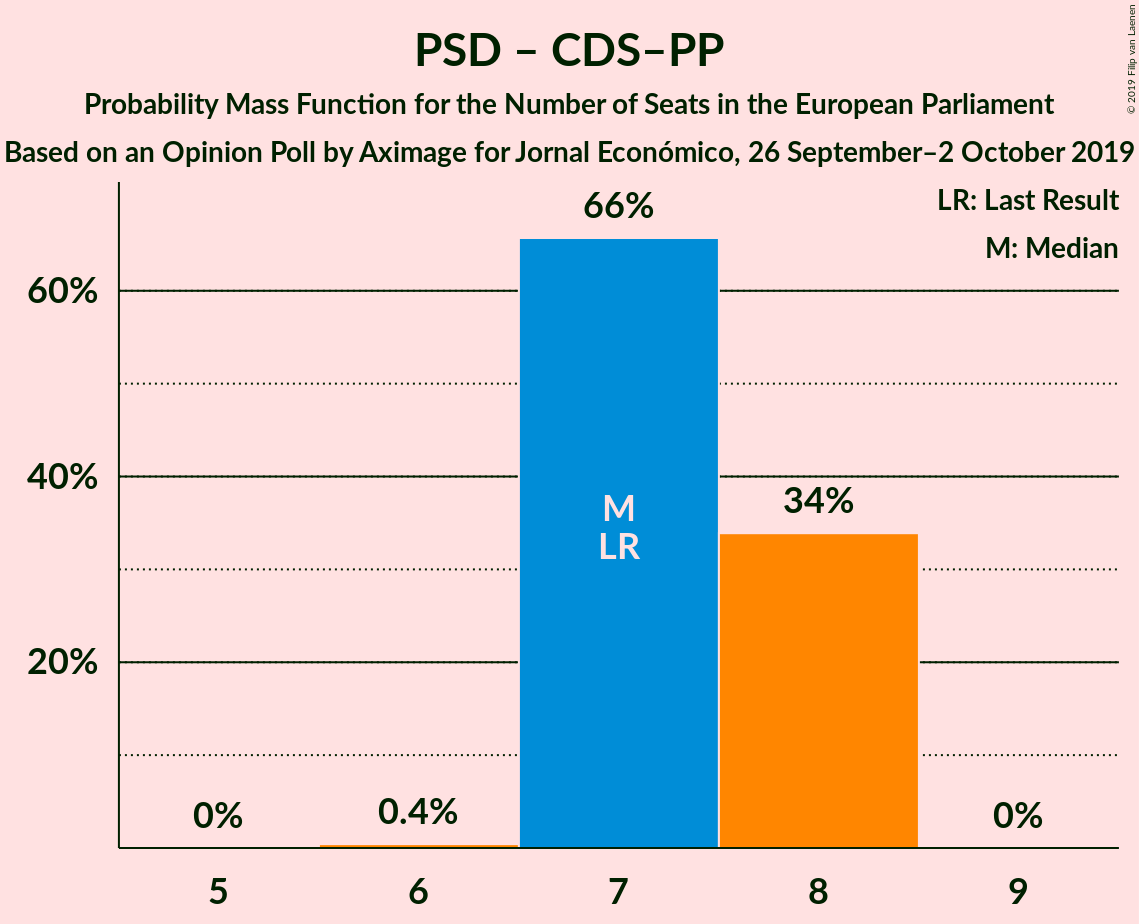 PSD – CDS–PP
Probability Mass Function for the Number of Seats in the European Parliament
Based on an Opinion Poll by Aximage for Jornal Económico, 26 September–2 October 2019
© 2019 Filip van Laenen
LR: Last Result
M: Median
66%
60%
40%
34%
M
LR
20%
0%
0.4%
0%
5
6
7
8
9